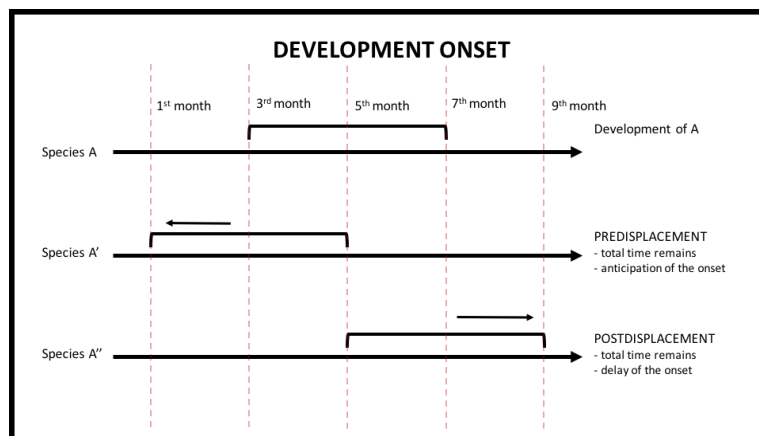 DEVELOPMENT ONSET
1st month
3rd month
5th month
7th month
9th month
Development of A
Species A
Species A′
PREDISPLACEMENT
- total time remains
- anticipation of the onset
Species A′′
POSTDISPLACEMENT
- total time remains
- delay of the onset